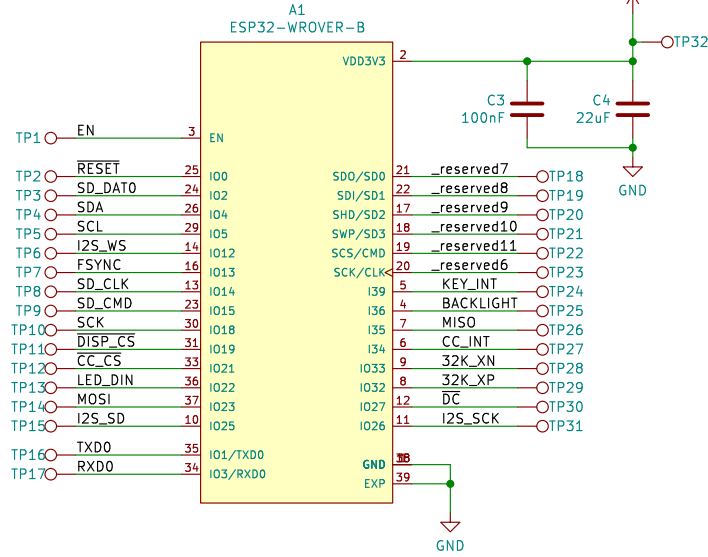 A1
ESP32-WROVER-B
VDD3V3 2 TP32
C3 100nF
C4 22uF
GND
TP1 EN 3 EN
TP2 RESET 25 IO0 SDO/SD0 21 _reserved7 TP18
TP3 SD_DAT0 24 IO2 SDI/SD1 22 _reserved8 TP19
TP4 SDA 26 IO4 SHD/SD2 17 _reserved9 TP20
TP5 SCL 29 IO5 SWP/SD3 18 _reserved10 TP21
TP6 I2S_WS 14 IO12 SCS/CMD 19 _reserved11 TP22
TP7 FSYNC 16 IO13 SCK/CLK 20 _reserved6 TP23
TP8 SD_CLK 13 IO14 I39 5 KEY_INT TP24
TP9 SD_CMD 23 IO15 I36 4 BACKLIGHT TP25
TP10 SCK 30 IO18 I35 7 MISO TP26
TP11 DISP_CS 31 IO19 I34 6 CC_INT TP27
TP12 CC_CS 33 IO21 IO33 9 32K_XN TP28
TP13 LED_DIN 36 IO22 IO32 8 32K_XP TP29
TP14 MOSI 37 IO23 IO27 12 DC TP30
TP15 I2S_SD 10 IO25 IO26 11 I2S_SCK TP31
TP16 TXD0 35 IO1/TXD0 GND
TP17 RXD0 34 IO3/RXD0 EXP 39
GND